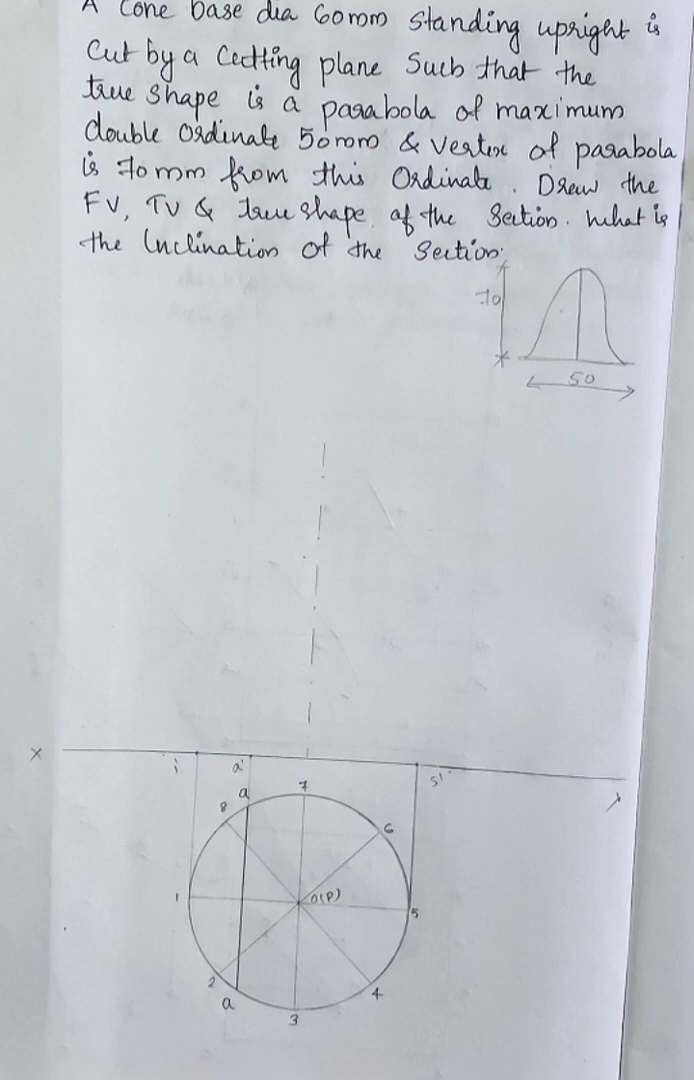 A Cone base dia 60mm standing upright is
Cut by a Cutting plane Such that the
true shape is a parabola of maximum
double Ordinate 50mm & vertex of parabola
is 70mm from this Ordinate. Draw the
FV, TV & true shape of the Section. What is
the Inclination of the Section.
70
50
X
1'
a'
5'
Y
a
7
8
6
1
O(P)
5
2
a
4
3